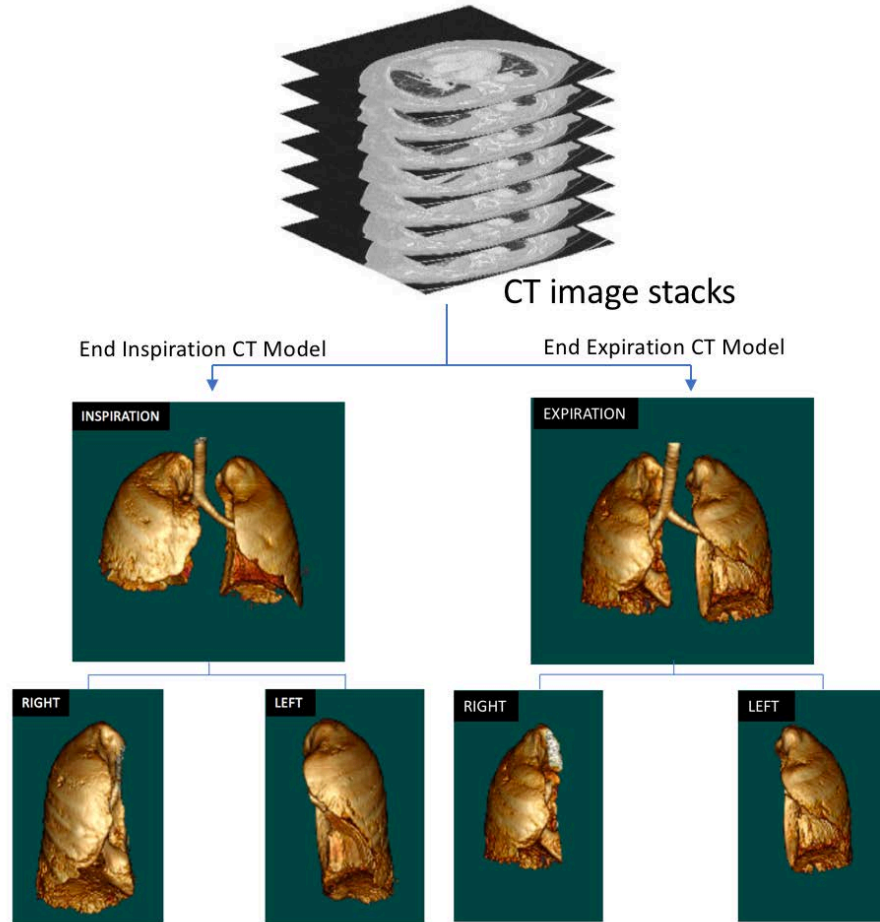 CT image stacks
End Inspiration CT Model
End Expiration CT Model
INSPIRATION
EXPIRATION
RIGHT
LEFT
RIGHT
LEFT